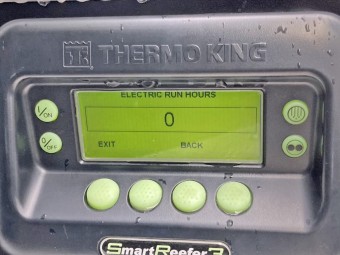 THERMO KING
ELECTRIC RUN HOURS
0
EXIT BACK
I/ON
O/OFF
SmartReefer3